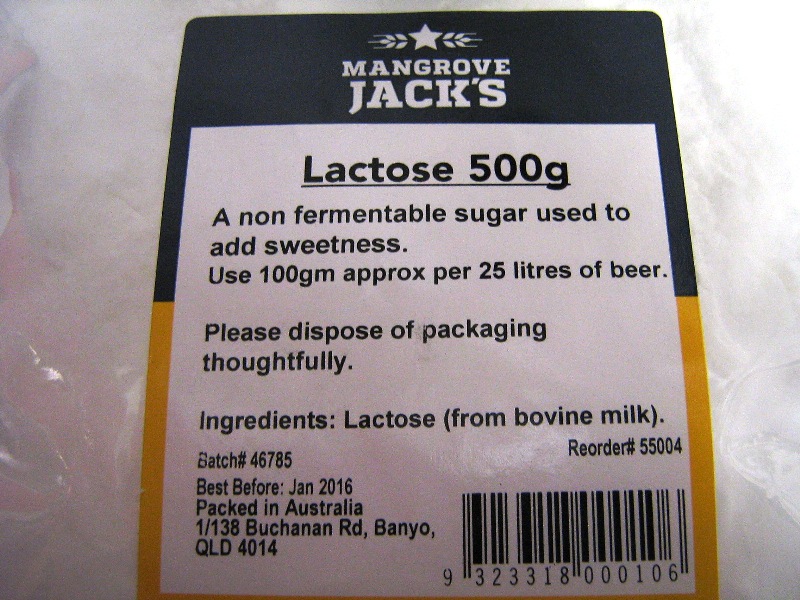 MANGROVE
JACK'S
Lactose 500g
A non fermentable sugar used to
add sweetness.
Use 100gm approx per 25 litres of beer.
Please dispose of packaging
thoughtfully.
Ingredients: Lactose (from bovine milk).
Reorder# 55004
Batch# 46785
Best Before: Jan 2016
Packed in Australia
1/138 Buchanan Rd, Banyo,
QLD 4014
9 323318 000106